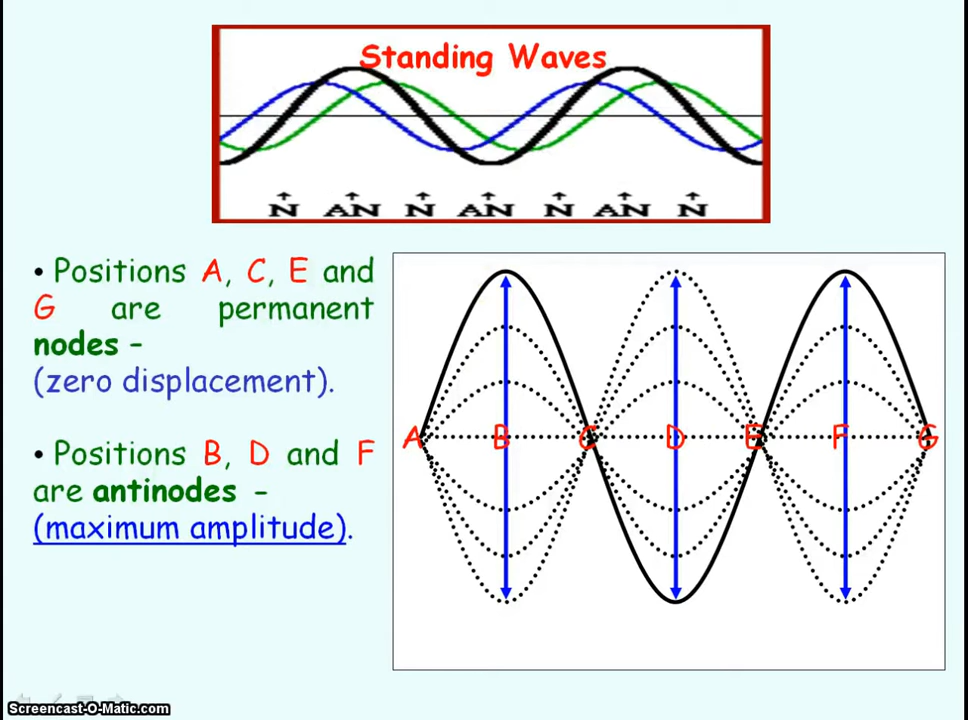 Standing Waves
N AN N AN N AN N
• Positions A, C, E and
G are permanent
nodes –
(zero displacement).
• Positions B, D and F
are antinodes -
(maximum amplitude).
A B C D E F G
Screencast-O-Matic.com